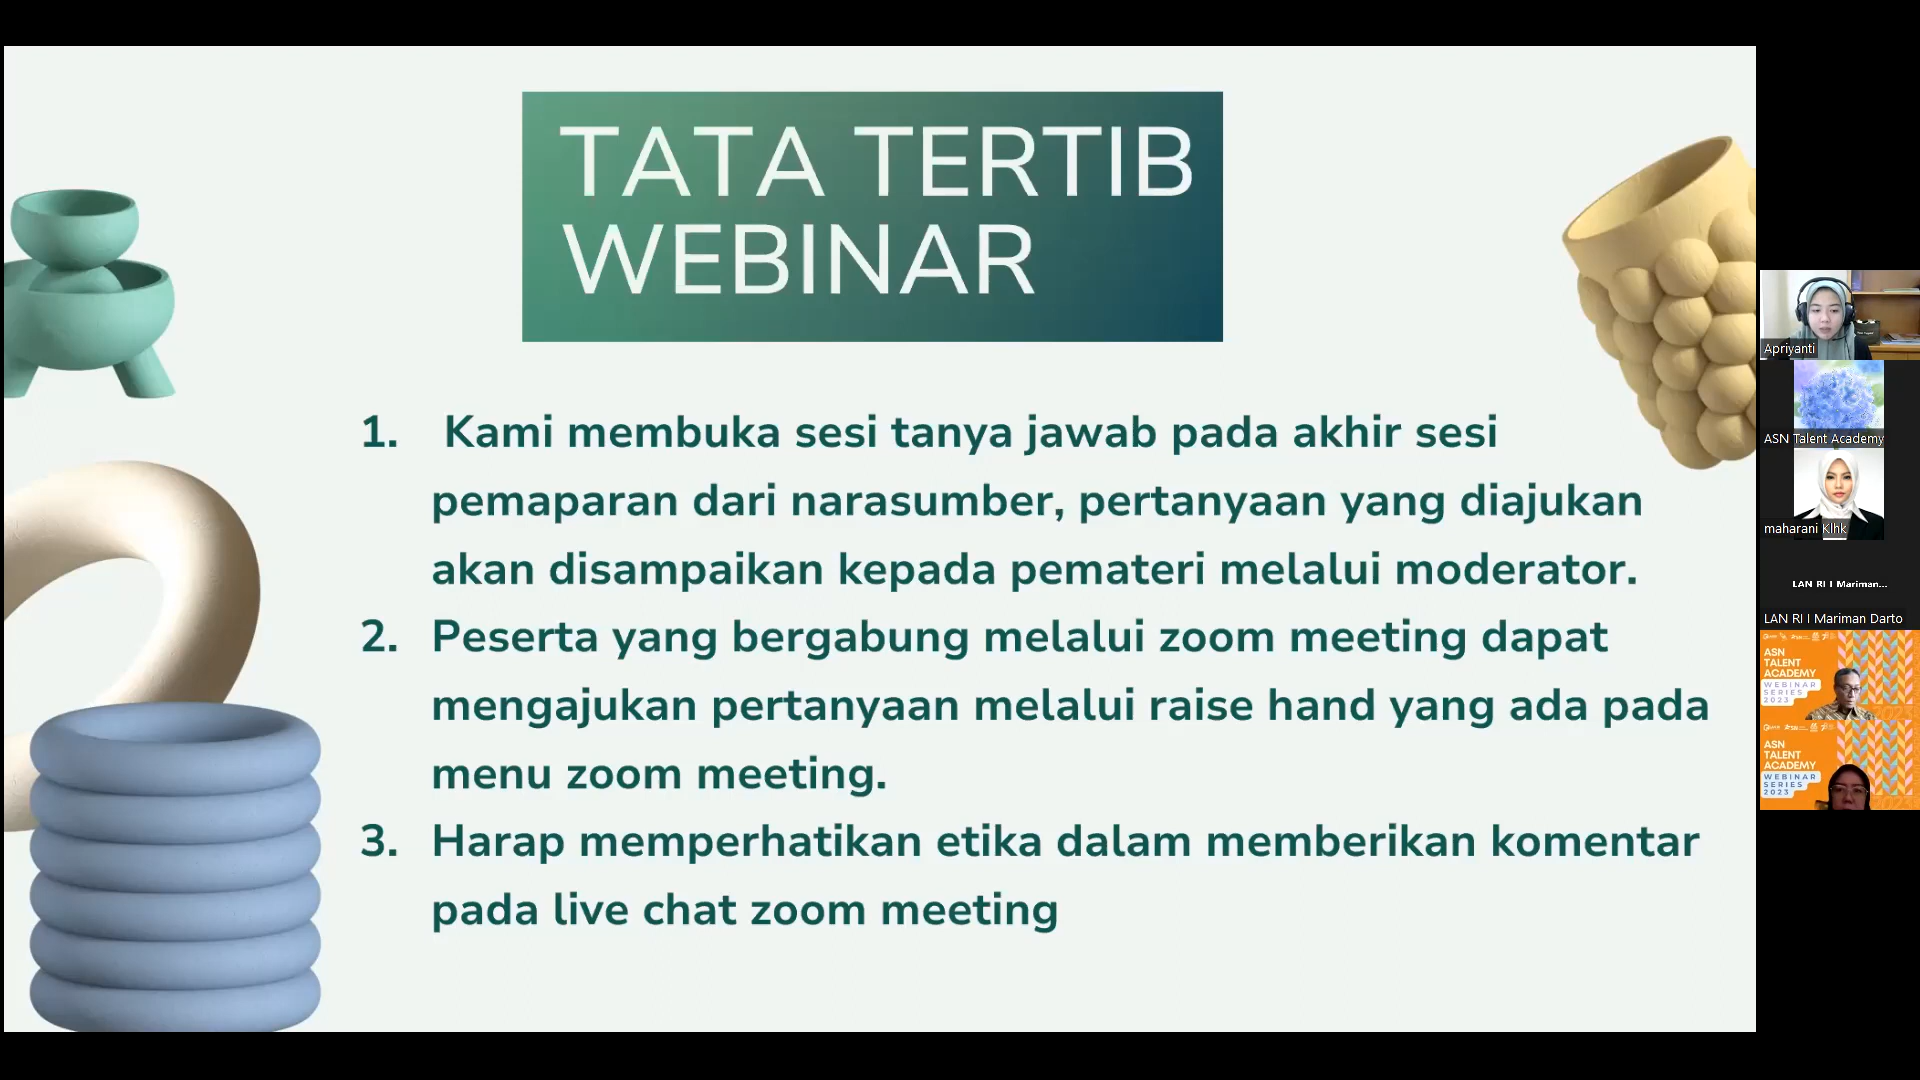 TATA TERTIB
WEBINAR
1. Kami membuka sesi tanya jawab pada akhir sesi
pemaparan dari narasumber, pertanyaan yang diajukan
akan disampaikan kepada pemateri melalui moderator.
2. Peserta yang bergabung melalui zoom meeting dapat
mengajukan pertanyaan melalui raise hand yang ada pada
menu zoom meeting.
3. Harap memperhatikan etika dalam memberikan komentar
pada live chat zoom meeting
Apriyanti
ASN Talent Academy
maharani Klhk
LAN RI I Mariman...
LAN RI I Mariman Darto
ASN
TALENT
ACADEMY
WEBINAR
SERIES
2023
ASN
TALENT
ACADEMY
WEBINAR
SERIES
2023